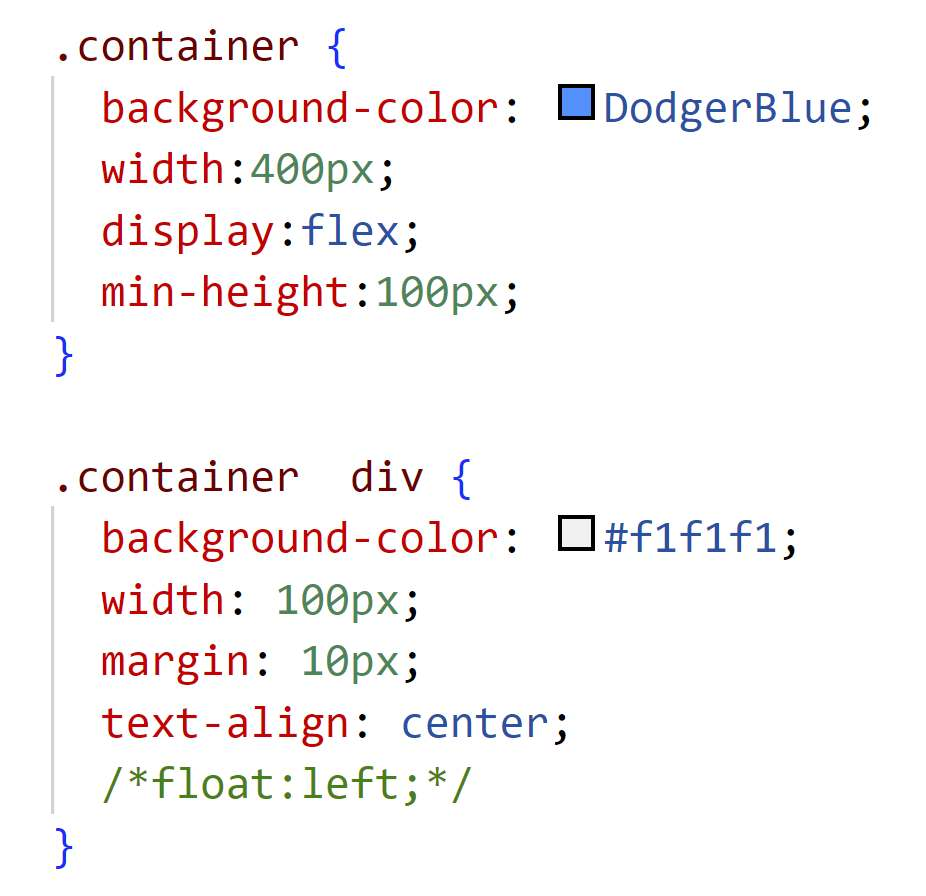 .container {
background-color: DodgerBlue;
width:400px;
display:flex;
min-height:100px;
}
.container  div {
background-color: #f1f1f1;
width: 100px;
margin: 10px;
text-align: center;
/*float:left;*/
}